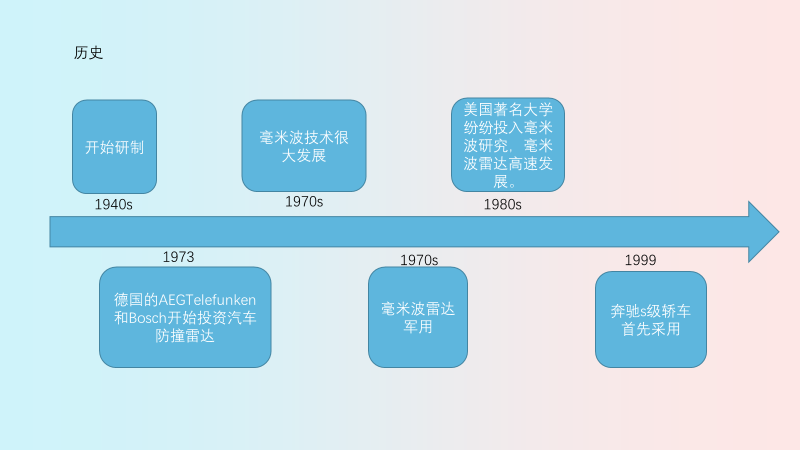 历史
开始研制
毫米波技术很
大发展
美国著名大学
纷纷投入毫米
波研究，毫米
波雷达高速发
展。
1940s
1970s
1980s
1973
1970s
1999
德国的AEGTelefunken
和Bosch开始投资汽车
防撞雷达
毫米波雷达
军用
奔驰s级轿车
首先采用